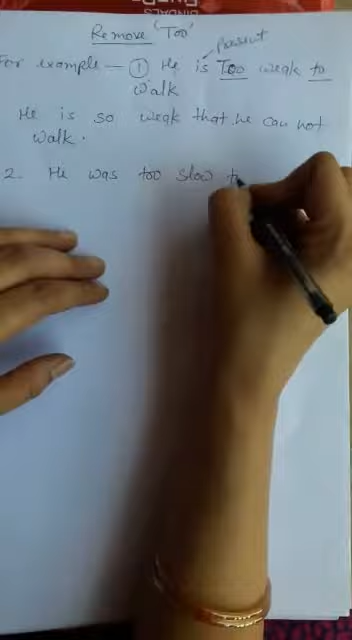 Remove 'Too'
Present
For example — ① He is Too weak to
walk
He is so weak that he can not
walk.
2. He was too slow